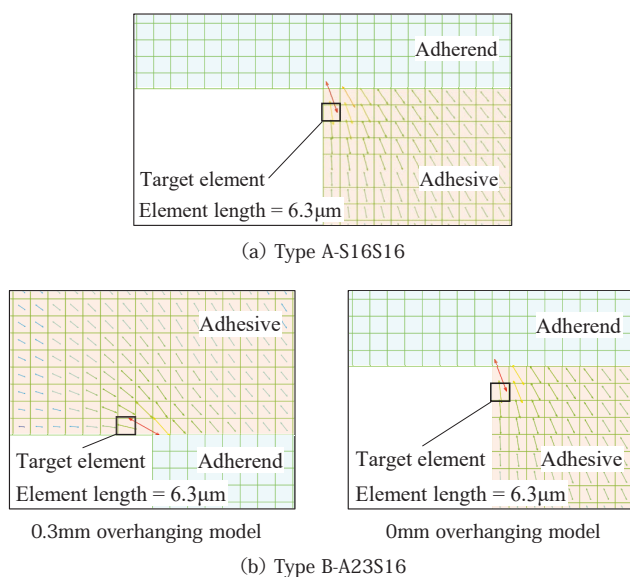 Adherend
Target element
Adhesive
Element length = 6.3μm
(a) Type A-S16S16
Adhesive
Target element
Adherend
Element length = 6.3μm
0.3mm overhanging model
Adherend
Target element
Adhesive
Element length = 6.3μm
0mm overhanging model
(b) Type B-A23S16